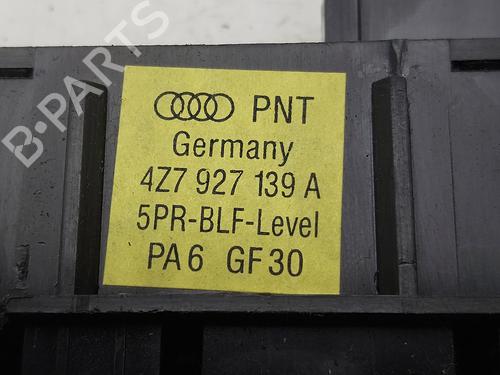 B-PARTS
PNT
Germany
4Z7 927 139 A
5PR-BLF-Level
PA6 GF30